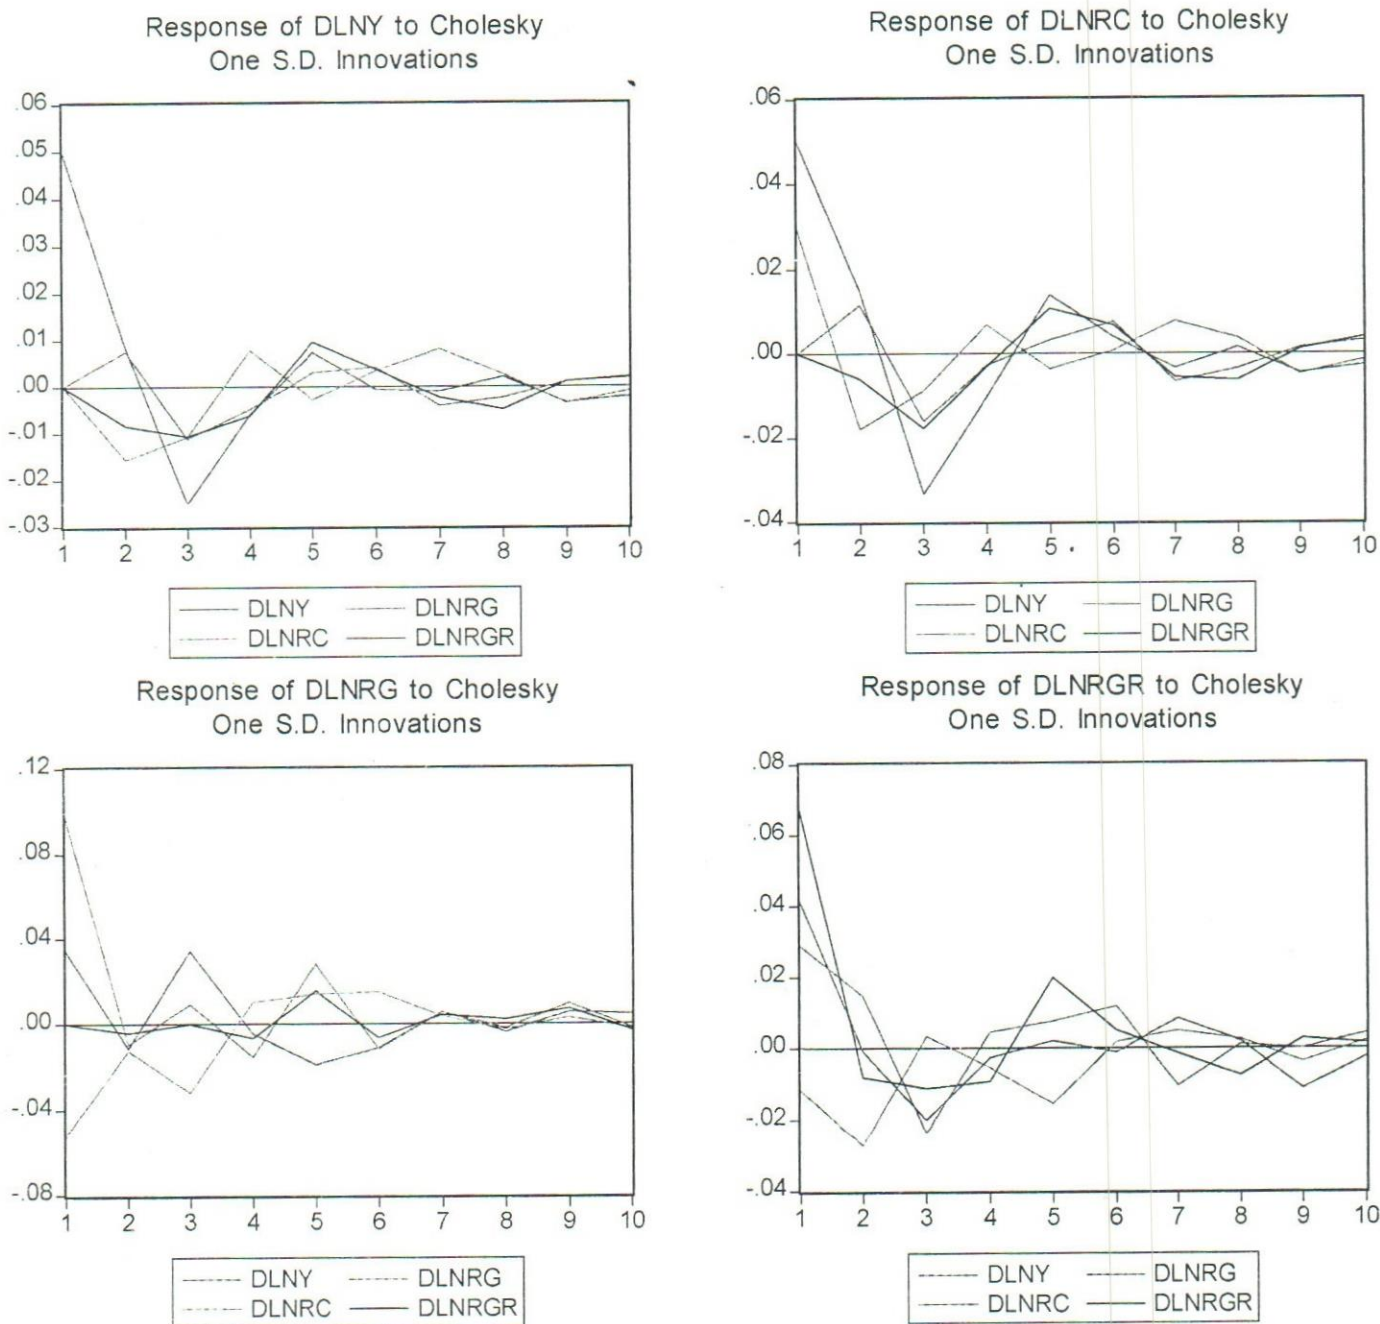 Response of DLNY to Cholesky
One S.D. Innovations
.06
.05
.04
.03
.02
.01
.00
-.01
-.02
-.03
1 2 3 4 5 6 7 8 9 10
DLNY DLNRG
DLNRC DLNRGR
Response of DLNRC to Cholesky
One S.D. Innovations
.06
.04
.02
.00
-.02
-.04
1 2 3 4 5 6 7 8 9 10
DLNY DLNRG
DLNRC DLNRGR
Response of DLNRG to Cholesky
One S.D. Innovations
.12
.08
.04
.00
-.04
-.08
1 2 3 4 5 6 7 8 9 10
DLNY DLNRG
DLNRC DLNRGR
Response of DLNRGR to Cholesky
One S.D. Innovations
.08
.06
.04
.02
.00
-.02
-.04
1 2 3 4 5 6 7 8 9 10
DLNY DLNRG
DLNRC DLNRGR